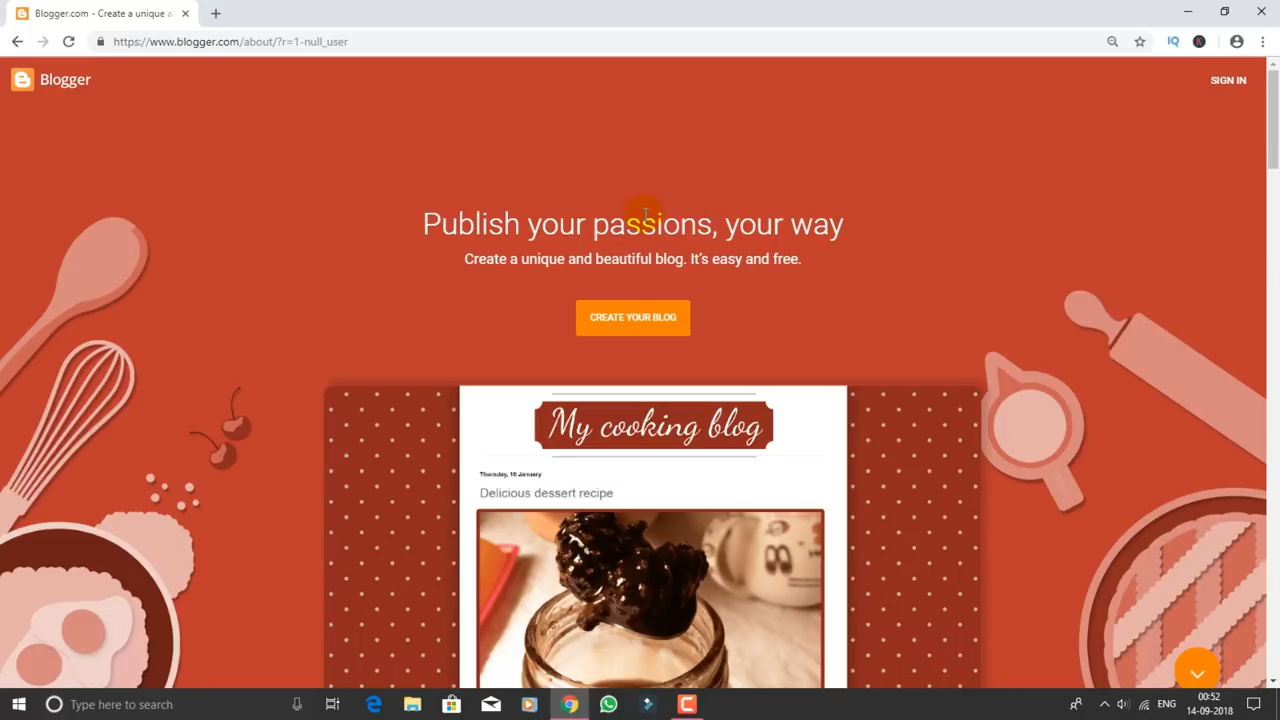 Blogger.com - Create a unique a
https://www.blogger.com/about/?r=1-null_user
IQ
K
Blogger
SIGN IN
Publish your passions, your way
Create a unique and beautiful blog. It's easy and free.
CREATE YOUR BLOG
My cooking blog
Thursday, 18 January
Delicious dessert recipe
Type here to search
ENG
00:52
14-09-2018